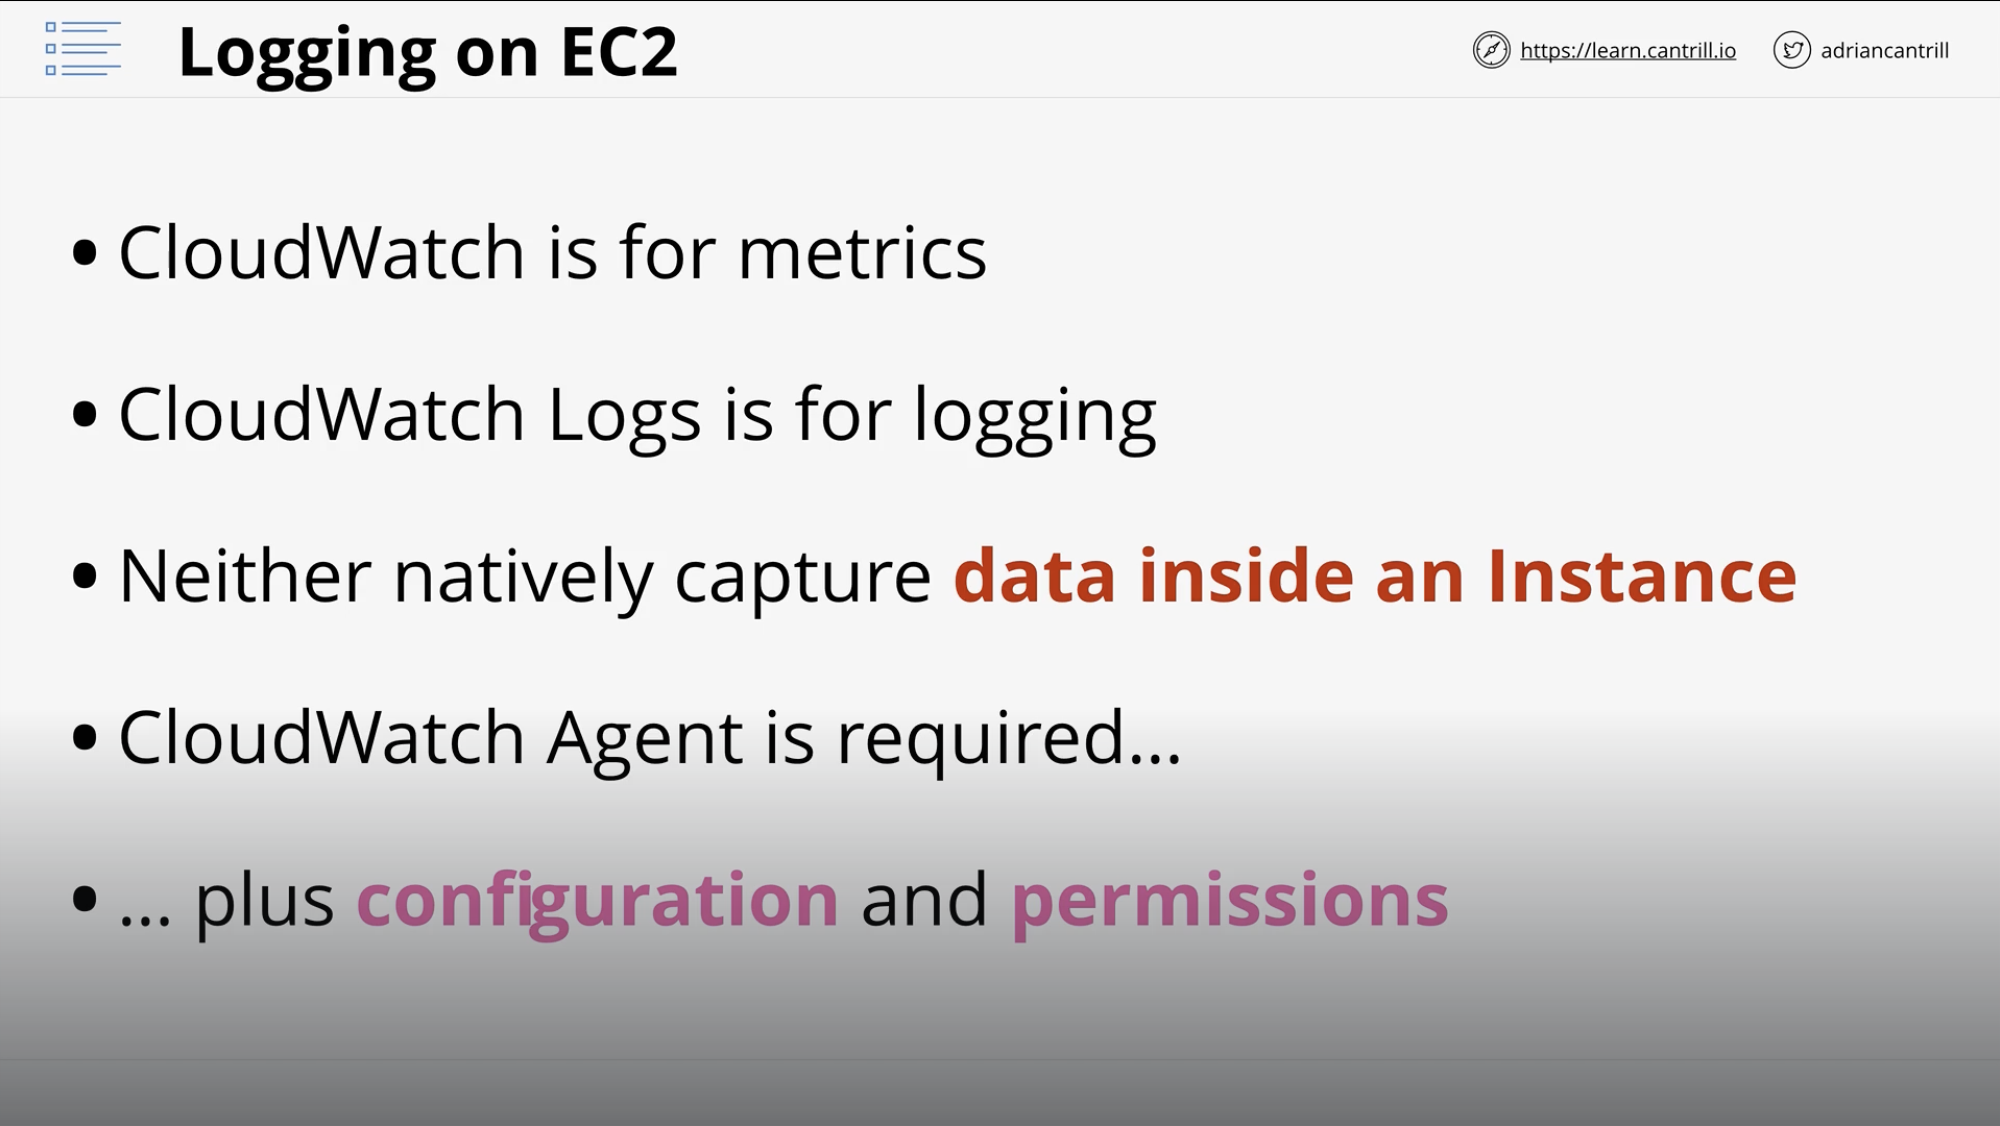 Logging on EC2
https://learn.cantrill.io
adriancantrill
• CloudWatch is for metrics
• CloudWatch Logs is for logging
• Neither natively capture data inside an Instance
• CloudWatch Agent is required...
• ... plus configuration and permissions